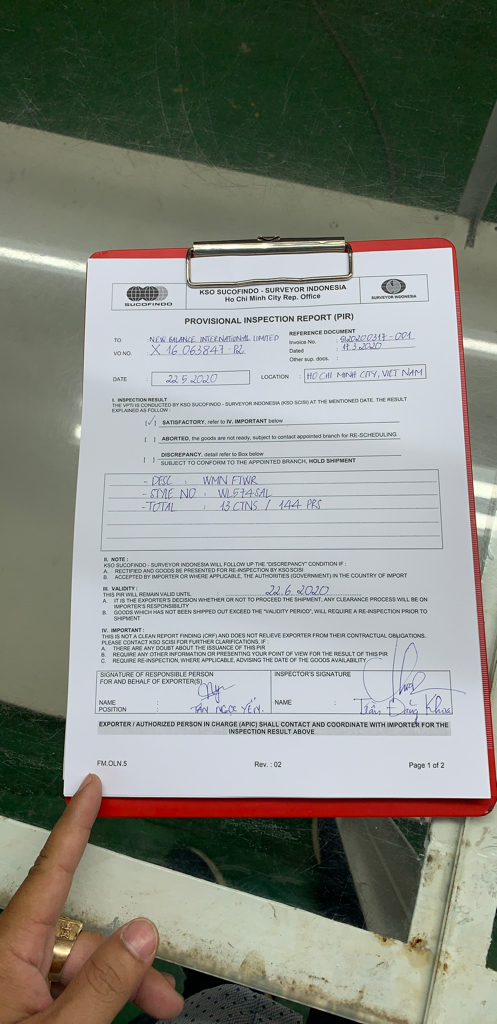 SUCOFINDO
KSO SUCOFINDO - SURVEYOR INDONESIA
Ho Chi Minh City Rep. Office
SURVEYOR INDONESIA
PROVISIONAL INSPECTION REPORT (PIR)
TO : NEW BALANCE INTERNATIONAL LIMITED
VO NO. X 16.063847 P2
REFERENCE DOCUMENT
Invoice No. : S20200317-001
Dated : 17.3.2020
Other sup. docs. :
DATE : 22.5.2020
LOCATION : HO CHI MINH CITY, VIET NAM
I. INSPECTION RESULT
THE VPTI IS CONDUCTED BY KSO SUCOFINDO - SURVEYOR INDONESIA (KSO SCISI) AT THE MENTIONED DATE. THE RESULT
EXPLAINED AS FOLLOW :
[✓] SATISFACTORY, refer to IV. IMPORTANT below
[ ] ABORTED, the goods are not ready, subject to contact appointed branch for RE-SCHEDULING
[ ] DISCREPANCY, detail refer to Box below
SUBJECT TO CONFORM TO THE APPOINTED BRANCH, HOLD SHIPMENT
- DESC : WMN FTWR
- STYLE NO : WL574SAL
- TOTAL : 13 CTNS / 144 PRS
II. NOTE :
KSO SUCOFINDO - SURVEYOR INDONESIA WILL FOLLOW UP THE "DISCREPANCY" CONDITION IF :
A. RECTIFIED AND GOODS BE PRESENTED FOR RE-INSPECTION BY KSO SCISI
B. ACCEPTED BY IMPORTER OR WHERE APPLICABLE, THE AUTHORITIES (GOVERNMENT) IN THE COUNTRY OF IMPORT
III. VALIDITY :
THIS PIR WILL REMAIN VALID UNTIL 22.6.2020
A. IT IS THE EXPORTER'S DECISION WHETHER OR NOT TO PROCEED THE SHIPMENT, ANY CLEARANCE PROCESS WILL BE ON
IMPORTER'S RESPONSIBILITY
B. GOODS WHICH HAS NOT BEEN SHIPPED OUT EXCEED THE "VALIDITY PERIOD", WILL REQUIRE A RE-INSPECTION PRIOR TO
SHIPMENT
IV. IMPORTANT :
THIS IS NOT A CLEAN REPORT FINDING (CRF) AND DOES NOT RELIEVE EXPORTER FROM THEIR CONTRACTUAL OBLIGATIONS.
PLEASE CONTACT KSO SCISI FOR FURTHER CLARIFICATIONS, IF :
A. THERE ARE ANY DOUBT ABOUT THE ISSUANCE OF THIS PIR
B. REQUIRE ANY OTHER INFORMATION OR PRESENTING YOUR POINT OF VIEW FOR THE RESULT OF THIS PIR
C. REQUIRE RE-INSPECTION, WHERE APPLICABLE, ADVISING THE DATE OF THE GOODS AVAILABILITY
SIGNATURE OF RESPONSIBLE PERSON
FOR AND BEHALF OF EXPORTER(S)
NAME :
POSITION : NGỌC YẾN
INSPECTOR'S SIGNATURE
NAME : Trần Đăng Khoa
EXPORTER / AUTHORIZED PERSON IN CHARGE (APIC) SHALL CONTACT AND COORDINATE WITH IMPORTER FOR THE
INSPECTION RESULT ABOVE
FM.OLN.5
Rev. : 02
Page 1 of 2